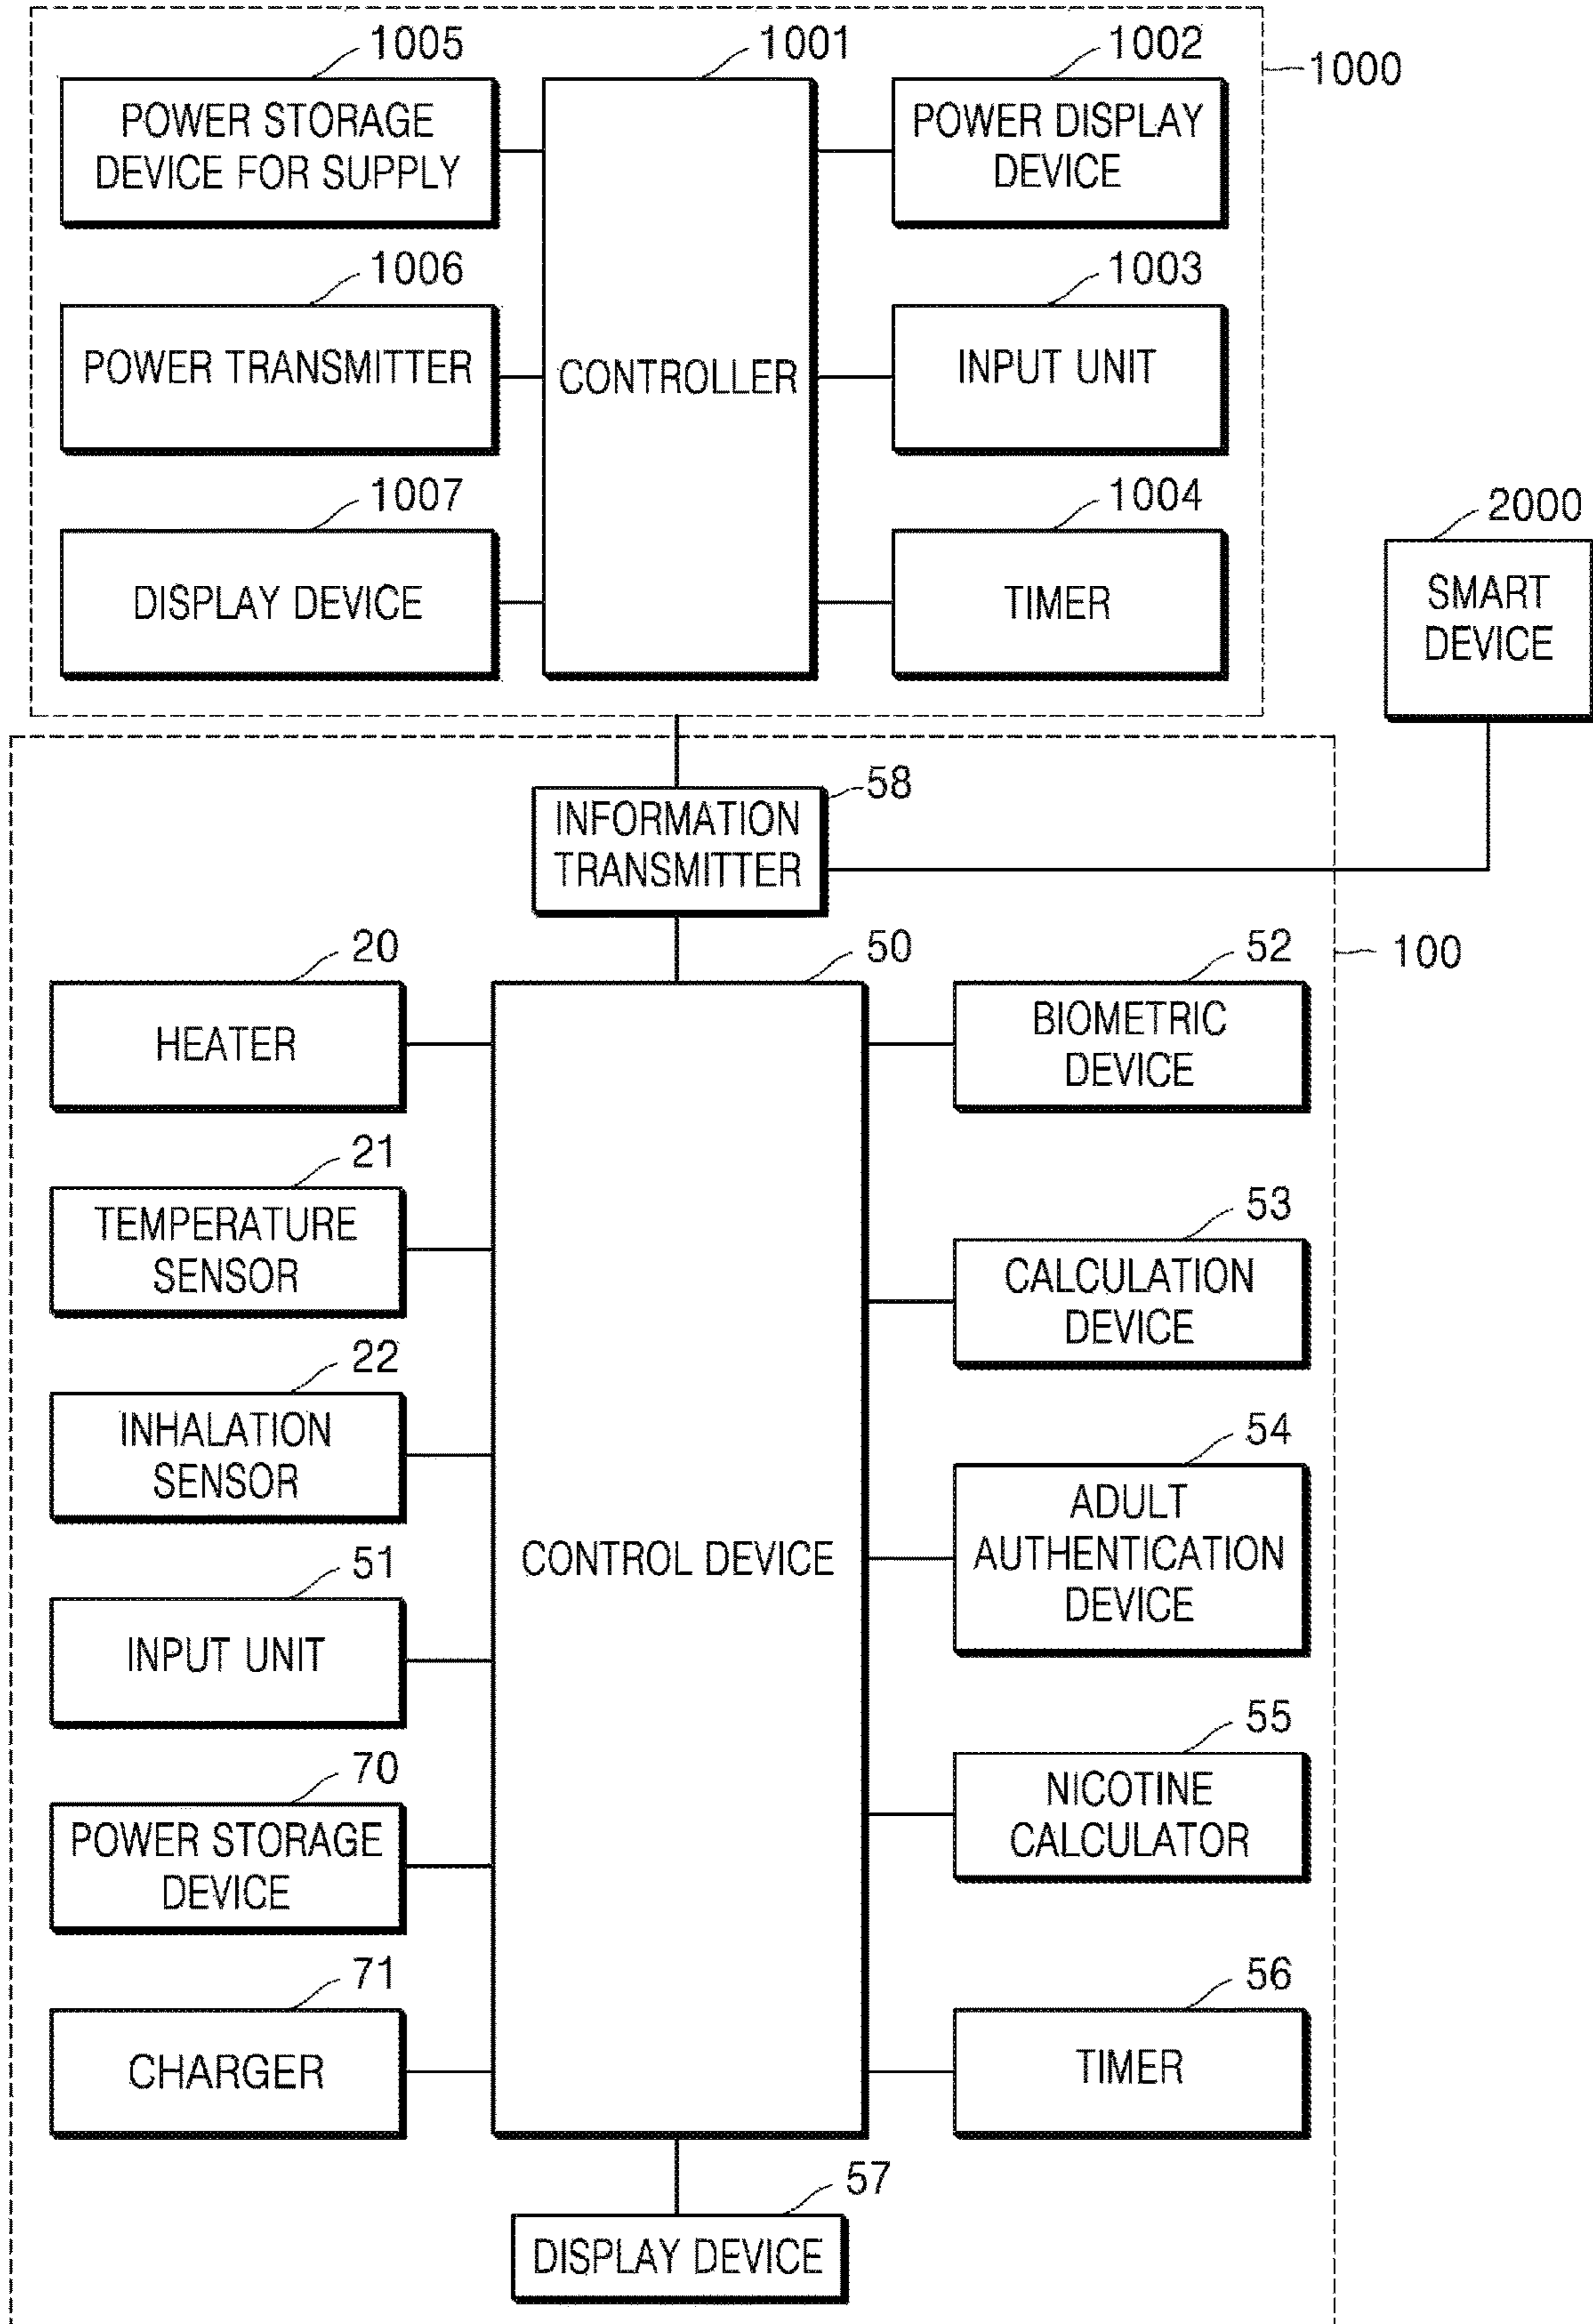 1005
1001
1002
1000
POWER STORAGE
DEVICE FOR SUPPLY
POWER DISPLAY
DEVICE
1006
1003
POWER TRANSMITTER
CONTROLLER
INPUT UNIT
1007
1004
2000
DISPLAY DEVICE
TIMER
SMART
DEVICE
58
INFORMATION
TRANSMITTER
20
50
52
100
HEATER
BIOMETRIC
DEVICE
21
TEMPERATURE
SENSOR
53
CALCULATION
DEVICE
22
INHALATION
SENSOR
54
ADULT
AUTHENTICATION
DEVICE
CONTROL DEVICE
51
INPUT UNIT
55
NICOTINE
CALCULATOR
70
POWER STORAGE
DEVICE
71
56
CHARGER
TIMER
57
DISPLAY DEVICE